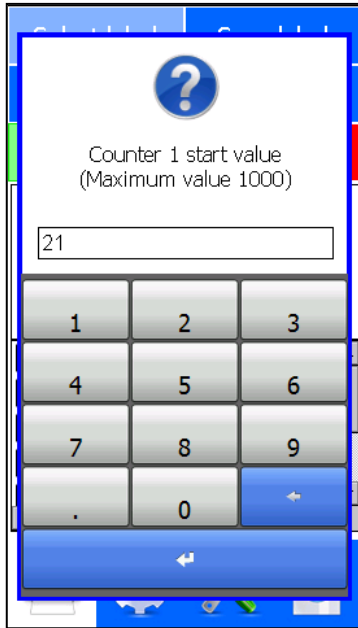 Counter 1 start value
(Maximum value 1000)
21
1 2 3
4 5 6
7 8 9
. 0